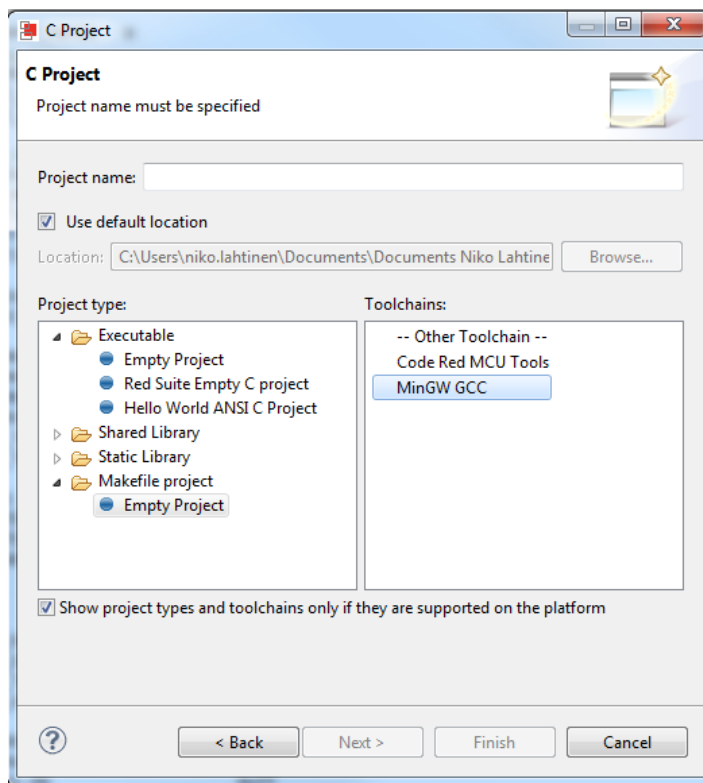 C Project
C Project
Project name must be specified
Project name:
Use default location
Location: C:\Users\niko.lahtinen\Documents\Documents Niko Lahtine Browse...
Project type: Toolchains:
Executable
Empty Project
Red Suite Empty C project
Hello World ANSI C Project
Shared Library
Static Library
Makefile project
Empty Project
-- Other Toolchain --
Code Red MCU Tools
MinGW GCC
Show project types and toolchains only if they are supported on the platform
? < Back Next > Finish Cancel